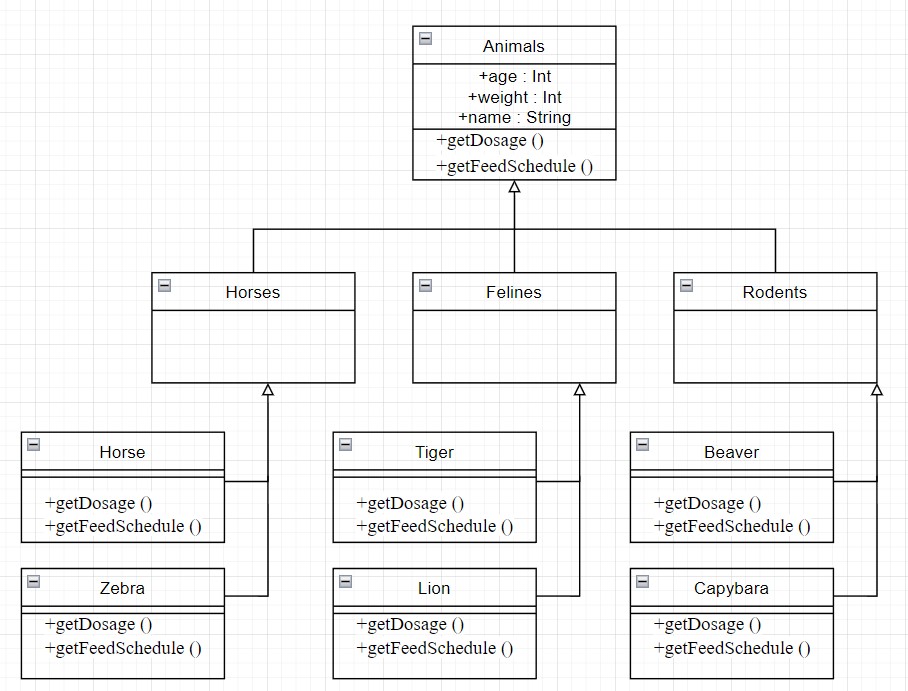 Animals
+age : Int
+weight : Int
+name : String
+getDosage ()
+getFeedSchedule ()
Horses
Felines
Rodents
Horse
+getDosage ()
+getFeedSchedule ()
Tiger
+getDosage ()
+getFeedSchedule ()
Beaver
+getDosage ()
+getFeedSchedule ()
Zebra
+getDosage ()
+getFeedSchedule ()
Lion
+getDosage ()
+getFeedSchedule ()
Capybara
+getDosage ()
+getFeedSchedule ()